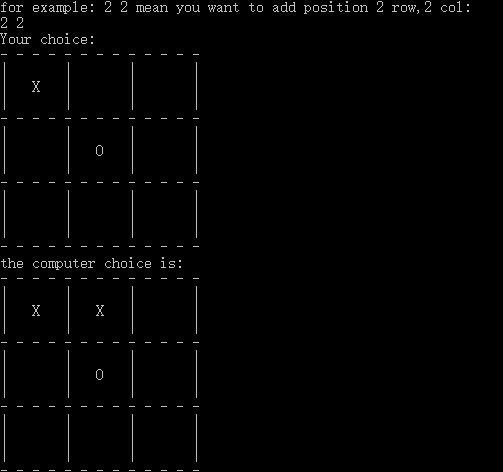 for example: 2 2 mean you want to add position 2 row,2 col:
2 2
Your choice:
X
O
the computer choice is:
X X
O